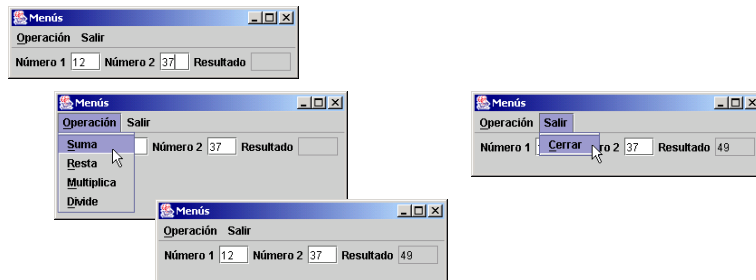 Menús
Operación Salir
Número 1 12 Número 2 37 Resultado
Menús
Operación Salir
Suma
Número 2 37 Resultado
Resta
Multiplica
Divide
Menús
Operación Salir
Número 1 Cerrar ro 2 37 Resultado 49
Menús
Operación Salir
Número 1 12 Número 2 37 Resultado 49